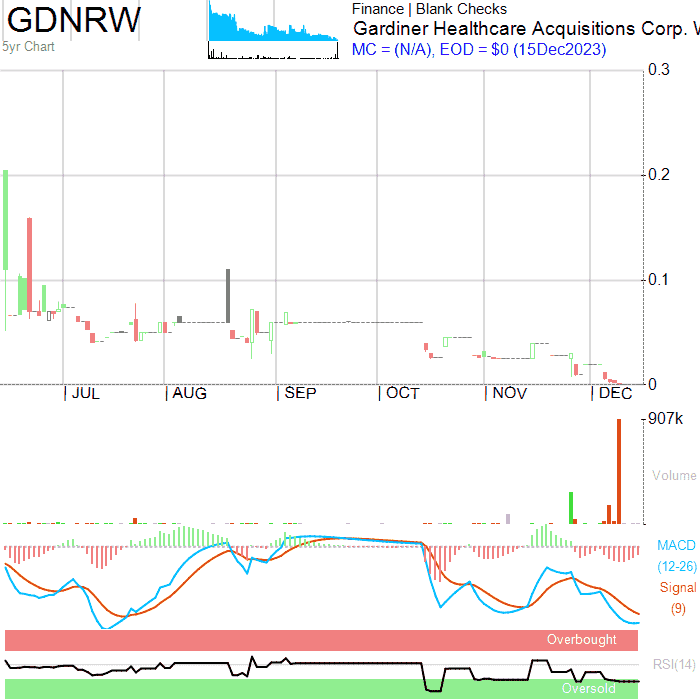 GDNRW
5yr Chart
Finance | Blank Checks
Gardiner Healthcare Acquisitions Corp. W
MC = (N/A), EOD = $0 (15Dec2023)
0.3
0.2
0.1
0
JUL AUG SEP OCT NOV DEC
907k
Volume
MACD
(12-26)
Signal
(9)
Overbought
RSI(14)
Oversold